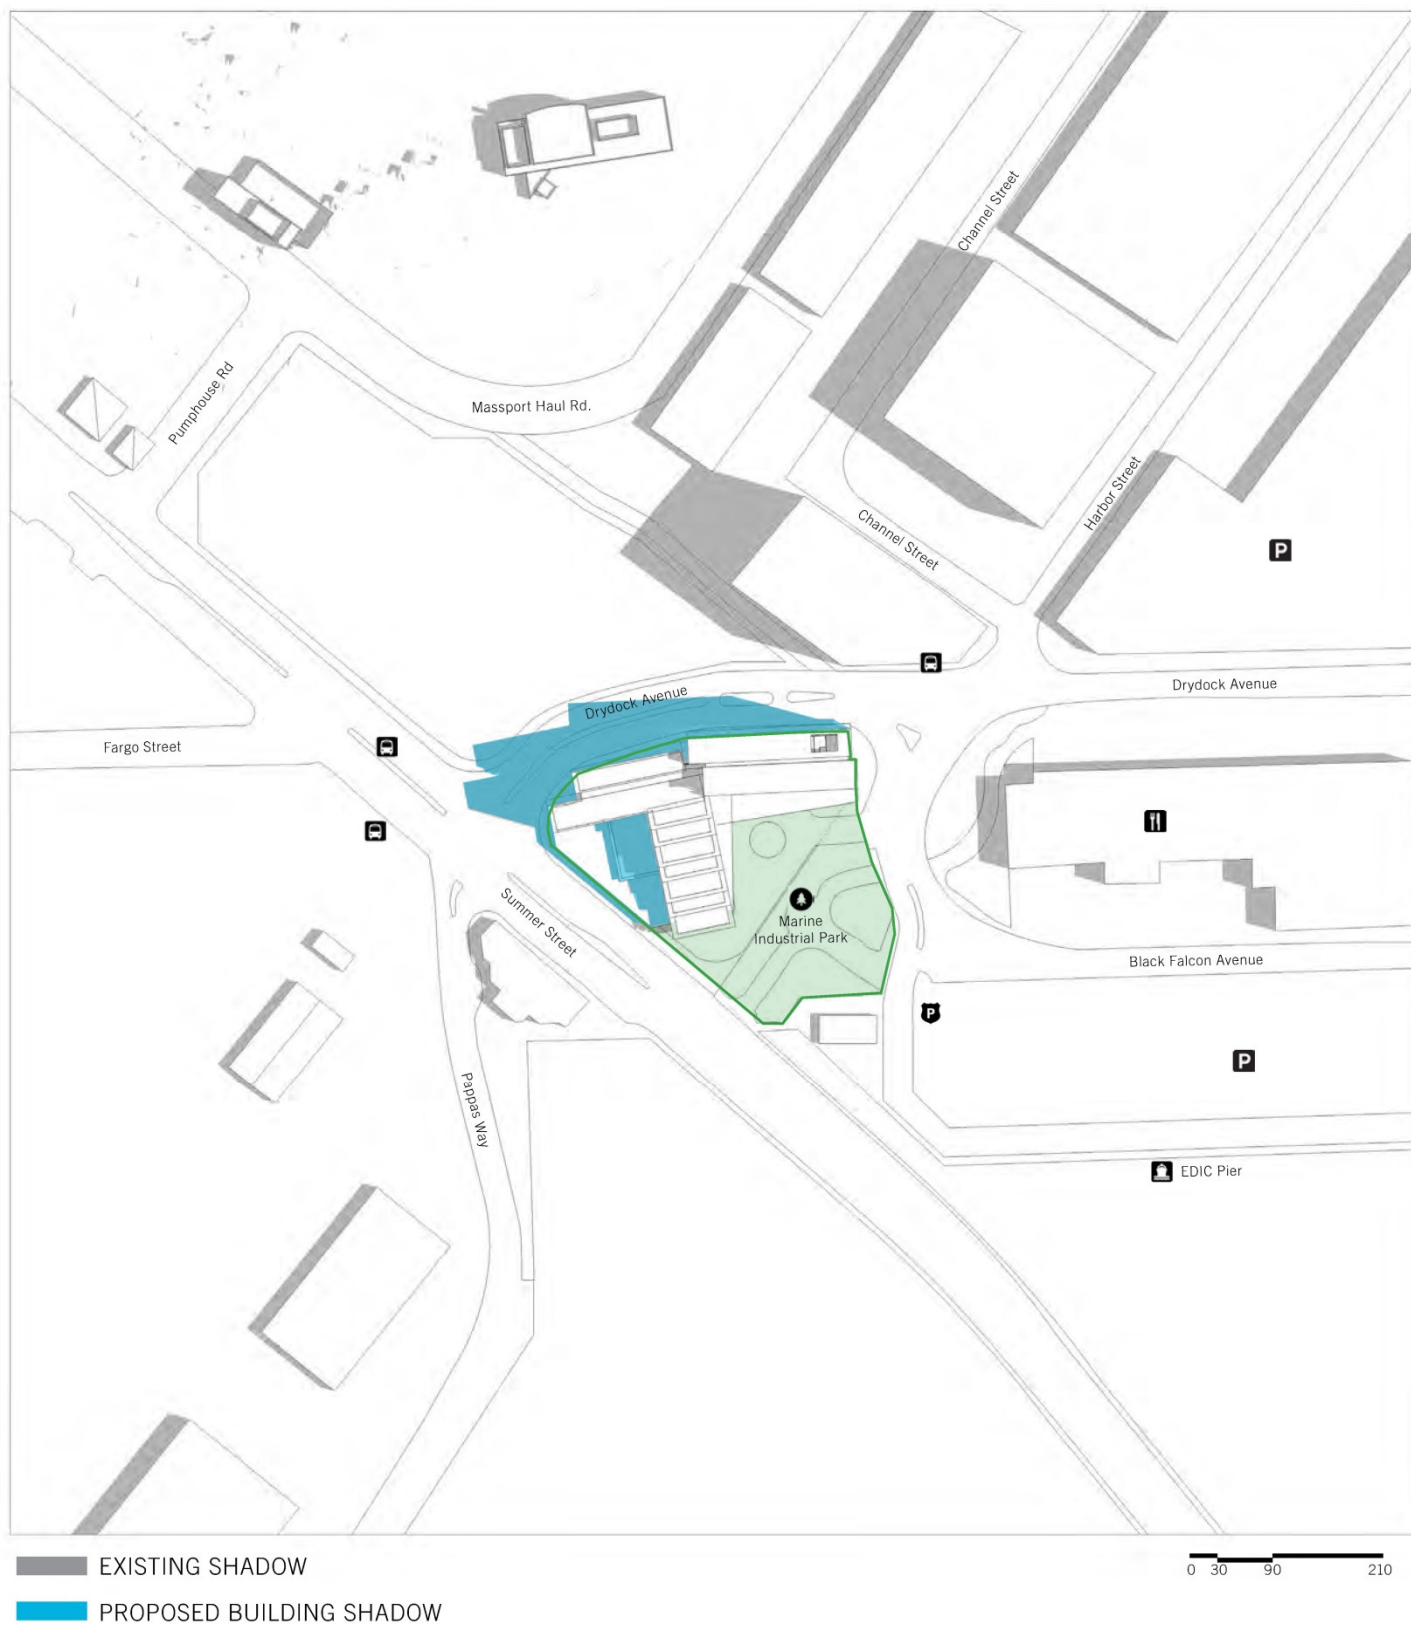 Channel Street
Pumphouse Rd
Massport Haul Rd.
Channel Street
Harbor Street
P
Drydock Avenue
Drydock Avenue
Fargo Street
Summer Street
Marine
Industrial Park
Black Falcon Avenue
P
P
Pappas Way
EDIC Pier
EXISTING SHADOW
0 30 90 210
PROPOSED BUILDING SHADOW